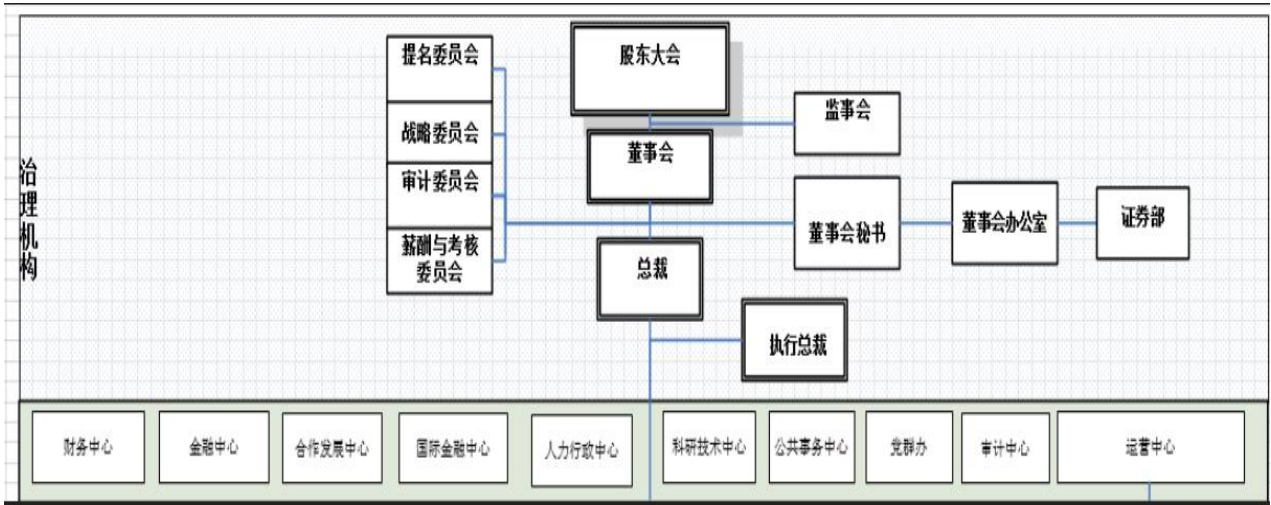 提名委员会
股东大会
监事会
战略委员会
董事会
审计委员会
治
理
机
构
董事会秘书
董事会办公室
证券部
薪酬与考核
委员会
总裁
执行总裁
财务中心
金融中心
合作发展中心
国际金融中心
人力行政中心
科研技术中心
公共事务中心
党群办
审计中心
运营中心